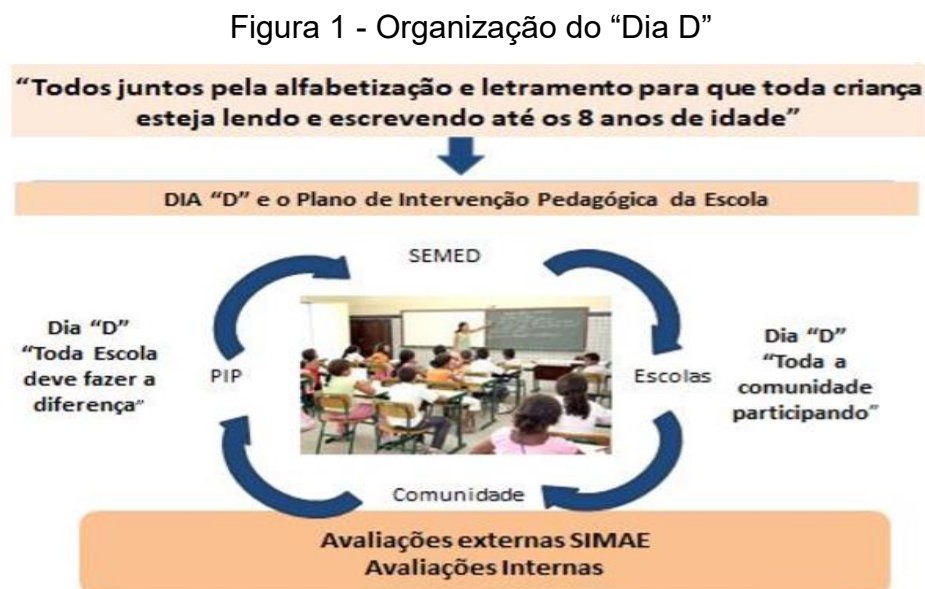 Figura 1 - Organização do “Dia D”
“Todos juntos pela alfabetização e letramento para que toda criança
esteja lendo e escrevendo até os 8 anos de idade”
DIA “D” e o Plano de Intervenção Pedagógica da Escola
SEMED
Dia “D”
“Toda Escola
deve fazer a
diferença”
PIP
Escolas
Dia “D”
“Toda a
comunidade
participando”
Comunidade
Avaliações externas SIMAE
Avaliações Internas